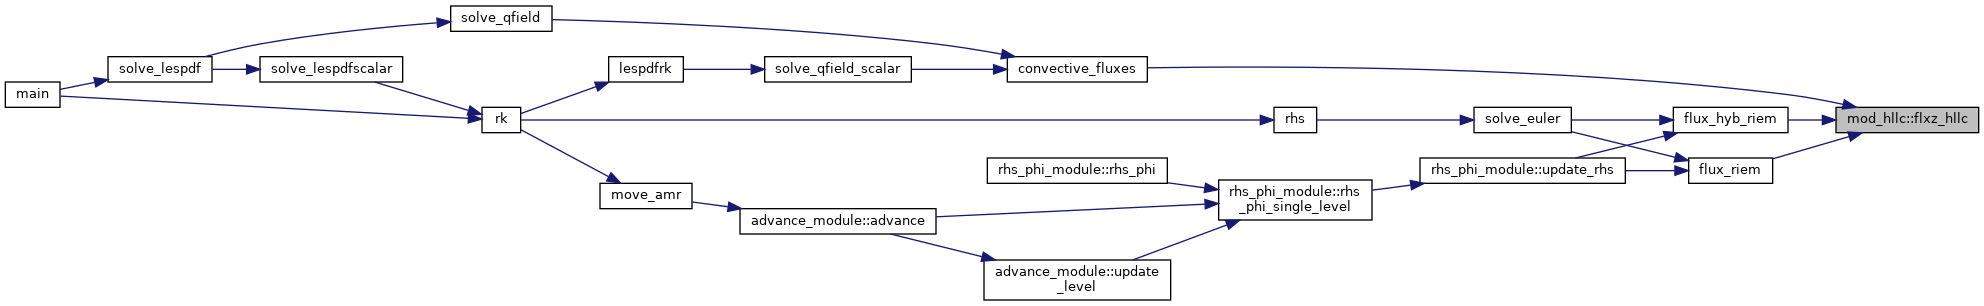 solve_qfield
solve_lespdf
solve_lespdfscalar
lespdfrk
solve_qfield_scalar
convective_fluxes
main
rk
rhs
solve_euler
flux_hyb_riem
mod_hllc::flxz_hllc
rhs_phi_module::rhs_phi
rhs_phi_module::update_rhs
flux_riem
move_amr
rhs_phi_module::rhs
_phi_single_level
advance_module::advance
advance_module::update
_level